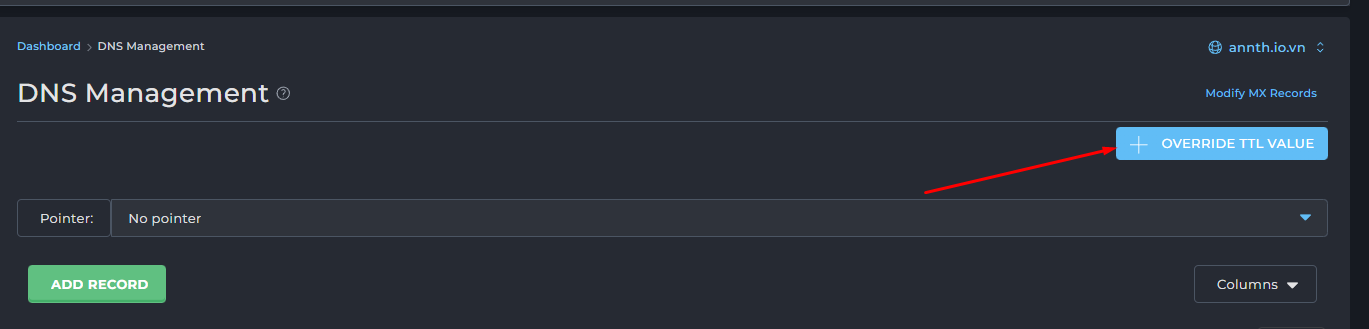 Dashboard > DNS Management
annth.io.vn
DNS Management
Modify MX Records
OVERRIDE TTL VALUE
Pointer: No pointer
ADD RECORD
Columns